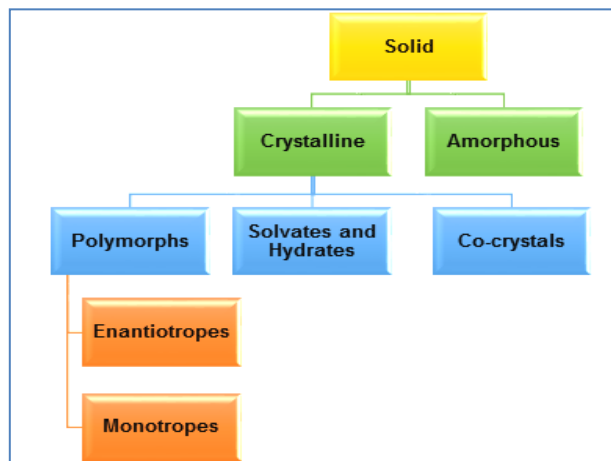 Solid
Crystalline
Amorphous
Polymorphs
Solvates and
Hydrates
Co-crystals
Enantiotropes
Monotropes